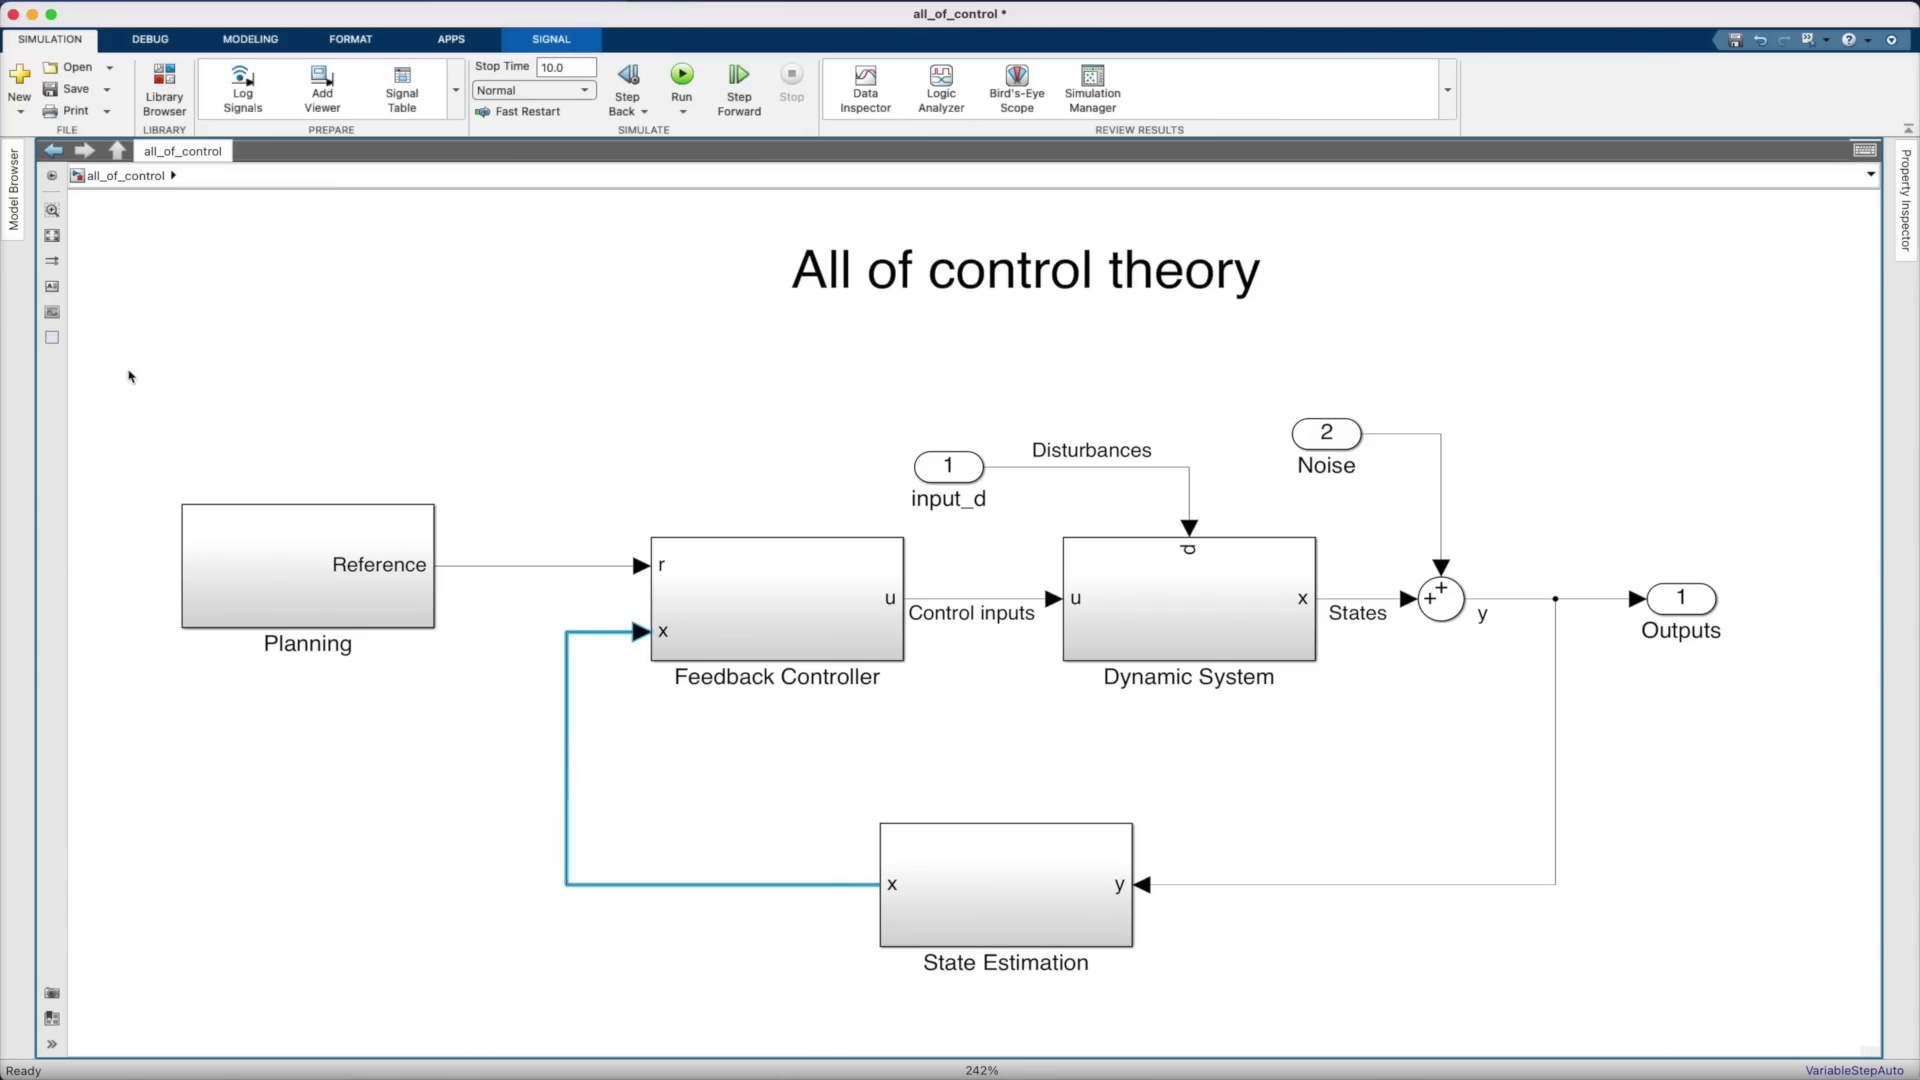 all_of_control *
SIMULATION DEBUG MODELING FORMAT APPS SIGNAL
New
Open
Save
Print
FILE
Library Browser
LIBRARY
Log Signals
Add Viewer
Signal Table
PREPARE
Stop Time 10.0
Normal
Fast Restart
Step Back
Run
Step Forward
Stop
SIMULATE
Data Inspector
Logic Analyzer
Bird's-Eye Scope
Simulation Manager
REVIEW RESULTS
Model Browser
all_of_control
all_of_control
Property Inspector
All of control theory
2
Noise
Disturbances
1
input_d
d
Reference
Planning
r
x
u
Feedback Controller
Control inputs
u
x
Dynamic System
States
+
+
y
1
Outputs
x
y
State Estimation
Ready
242%
VariableStepAuto